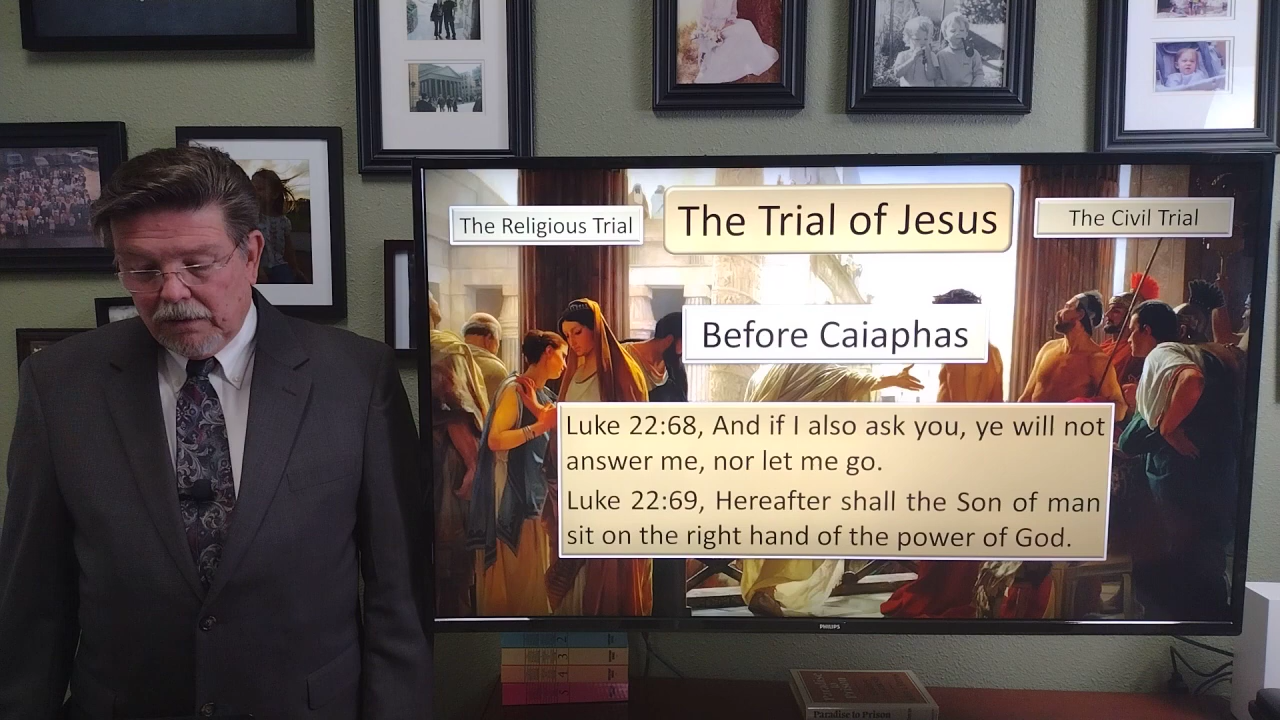 The Religious Trial
The Trial of Jesus
The Civil Trial
Before Caiaphas
Luke 22:68, And if I also ask you, ye will not
answer me, nor let me go.
Luke 22:69, Hereafter shall the Son of man
sit on the right hand of the power of God.
PHILIPS
Paradise to Prison